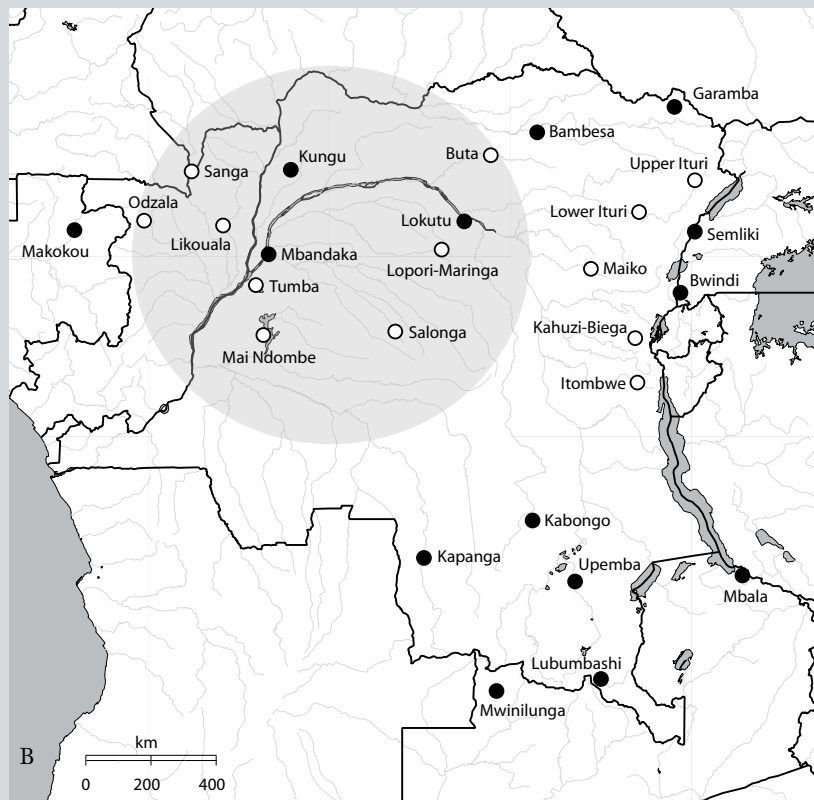 Garamba
Bambesa
Kungu
Buta
Upper Ituri
Sanga
Odzala
Lower Ituri
Lokutu
Likouala
Semliki
Makokou
Mbandaka
Lopori-Maringa
Maiko
Bwindi
Tumba
Kahuzi-Biega
Salonga
Mai Ndombe
Itombwe
Kabongo
Kapanga
Upemba
Mbala
Lubumbashi
Mwinilunga
km
B
0 200 400